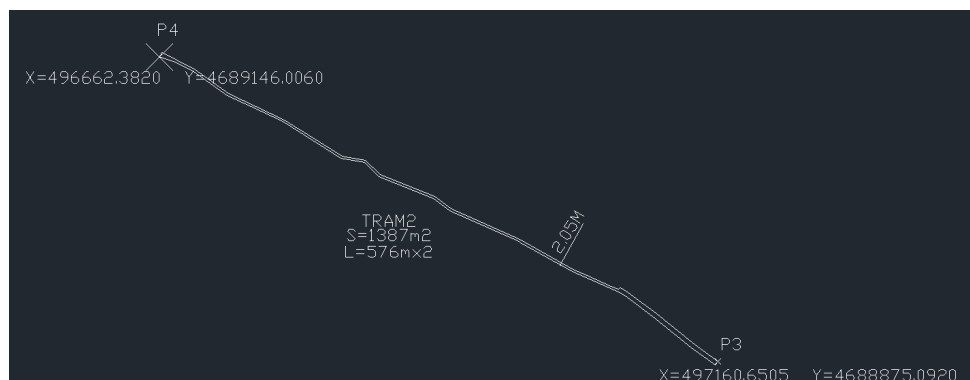 P4
X=496662.3820 Y=4689146.0060
TRAM2
S=1387m2
L=576mx2
2.05M
P3
X=497160.6505 Y=4688875.0920